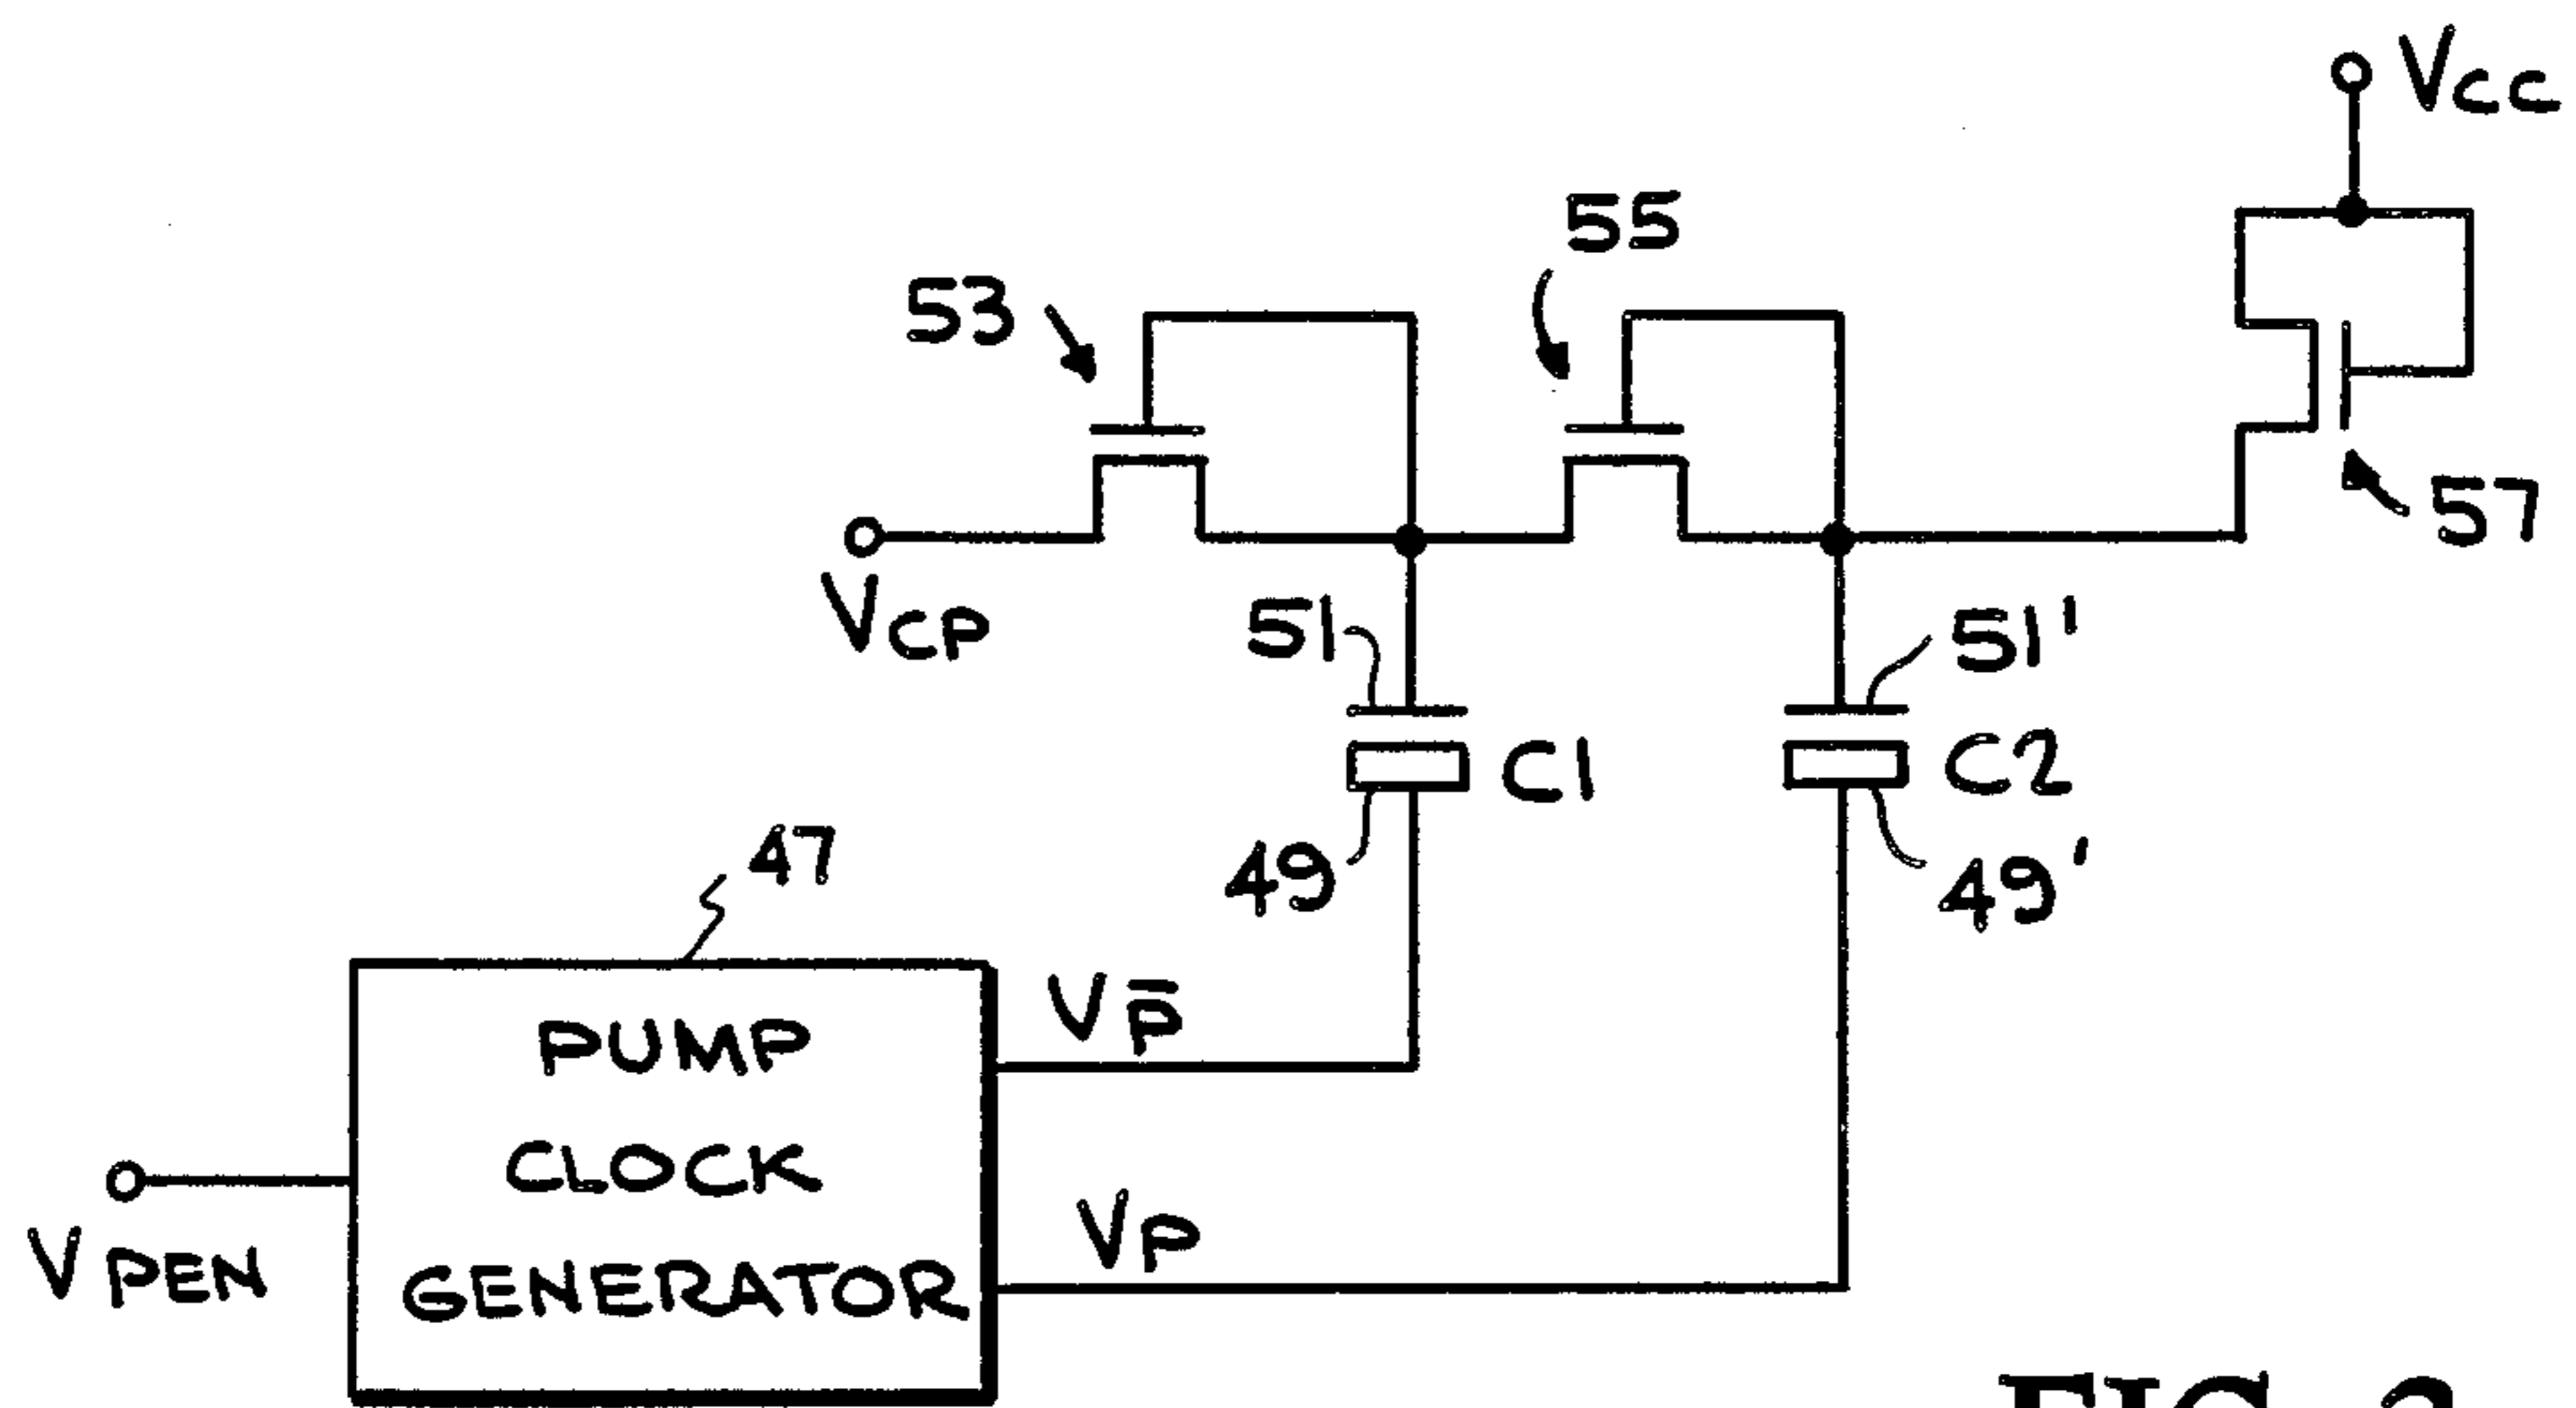 VCC
55
53
57
VCP
51
51'
C1
C2
49
49'
47
VP̅
PUMP
CLOCK
GENERATOR
VP
VPEN